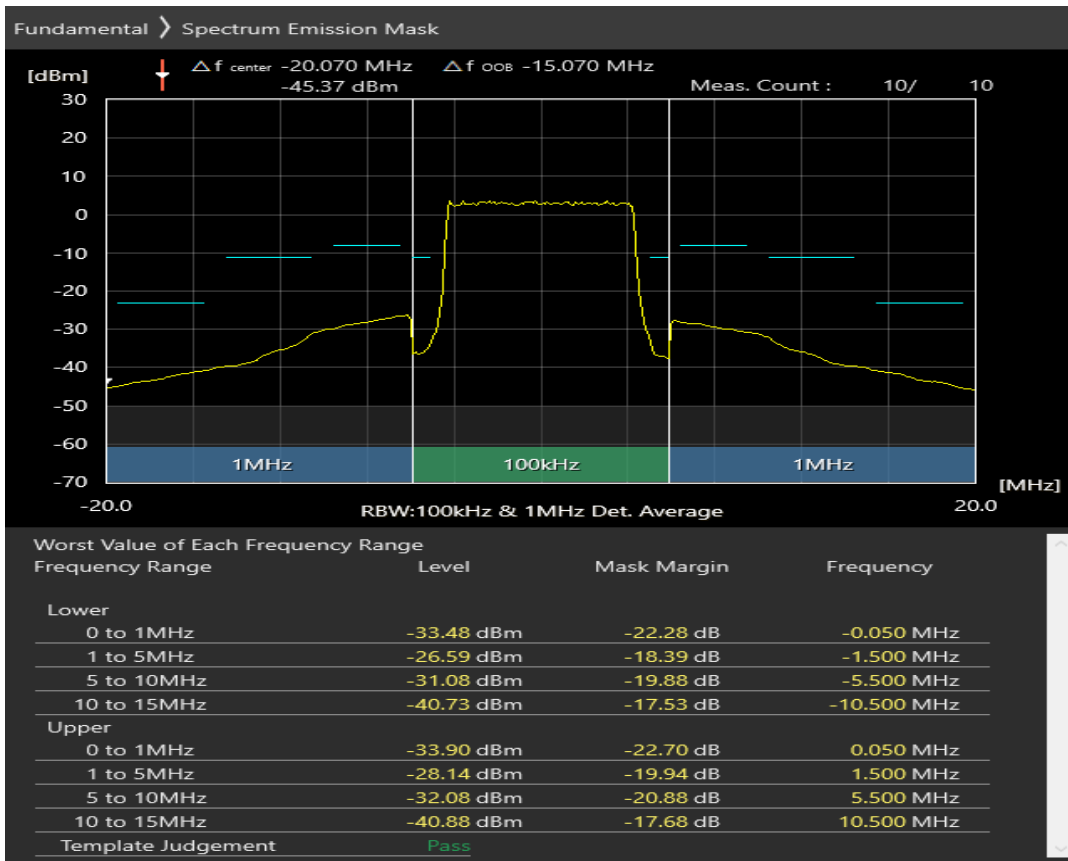 Fundamental ❯ Spectrum Emission Mask
△f center -20.070 MHz △f OOB -15.070 MHz
[dBm] -45.37 dBm Meas. Count : 10/ 10
30
20
10
0
-10
-20
-30
-40
-50
-60
1MHz 100kHz 1MHz
-70 [MHz]
-20.0 RBW:100kHz & 1MHz Det. Average 20.0
Worst Value of Each Frequency Range
Frequency Range Level Mask Margin Frequency
Lower
0 to 1MHz -33.48 dBm -22.28 dB -0.050 MHz
1 to 5MHz -26.59 dBm -18.39 dB -1.500 MHz
5 to 10MHz -31.08 dBm -19.88 dB -5.500 MHz
10 to 15MHz -40.73 dBm -17.53 dB -10.500 MHz
Upper
0 to 1MHz -33.90 dBm -22.70 dB 0.050 MHz
1 to 5MHz -28.14 dBm -19.94 dB 1.500 MHz
5 to 10MHz -32.08 dBm -20.88 dB 5.500 MHz
10 to 15MHz -40.88 dBm -17.68 dB 10.500 MHz
Template Judgement Pass